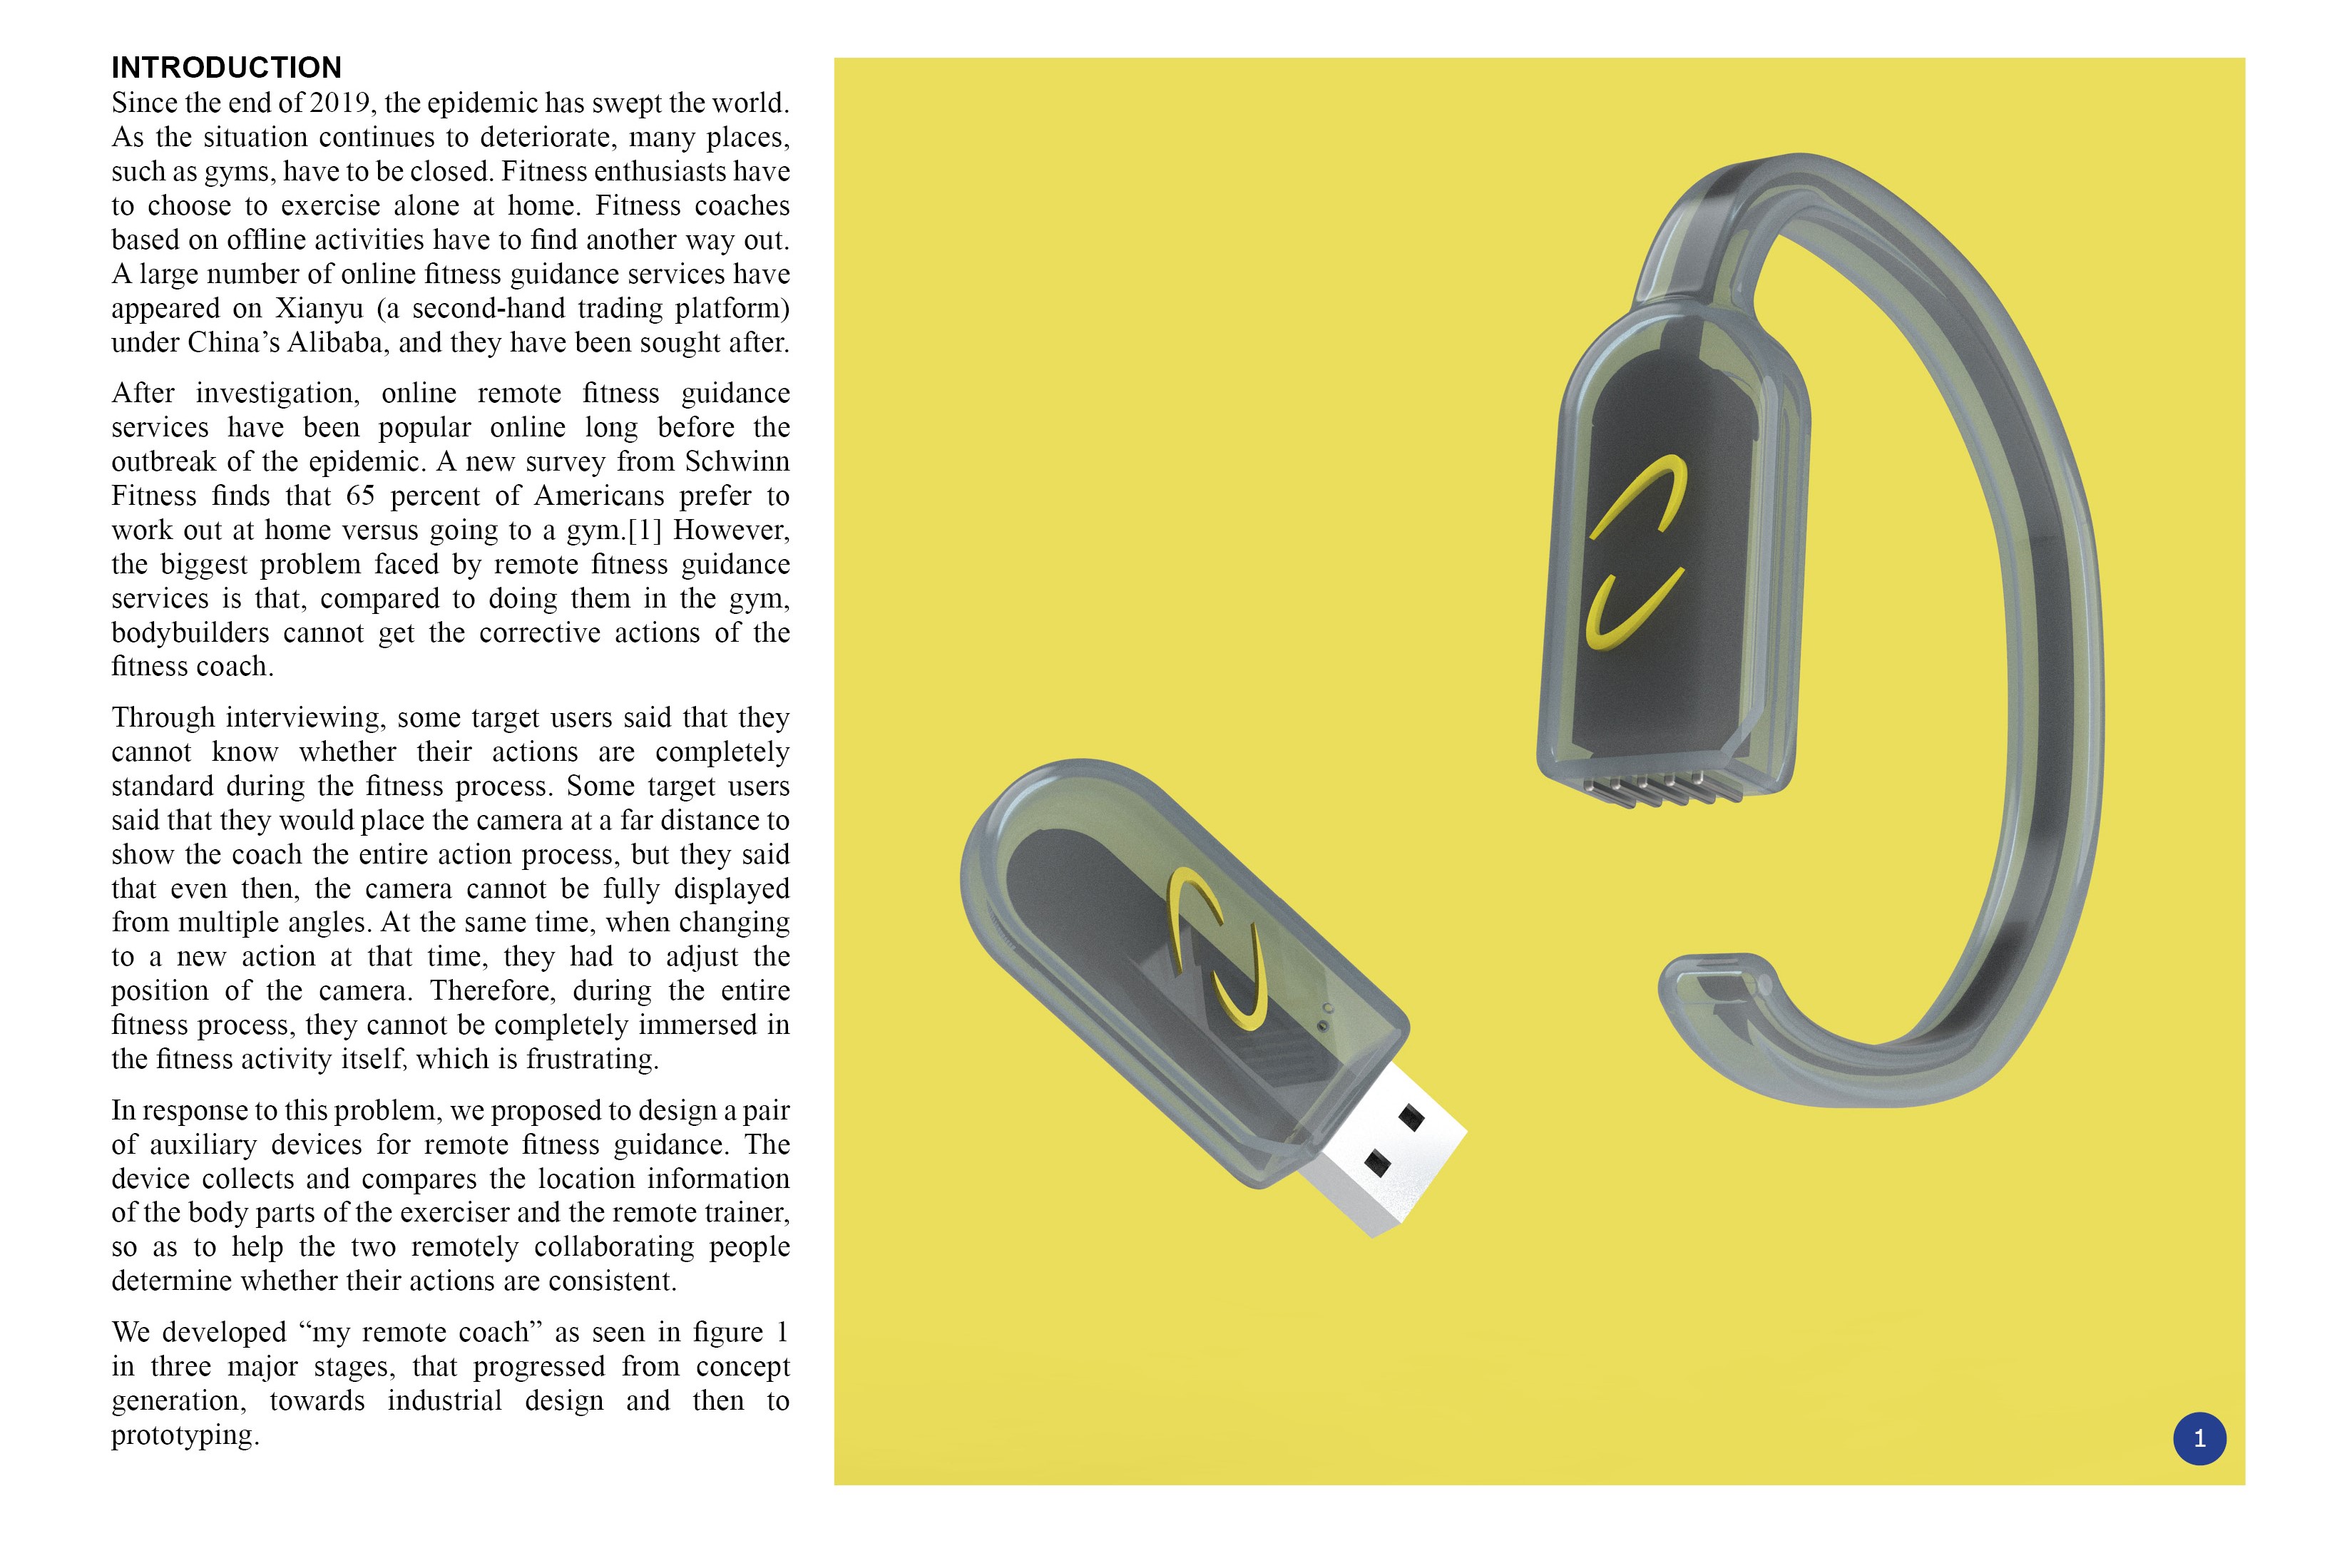 INTRODUCTION
Since the end of 2019, the epidemic has swept the world.
As the situation continues to deteriorate, many places,
such as gyms, have to be closed. Fitness enthusiasts have
to choose to exercise alone at home. Fitness coaches
based on offline activities have to find another way out.
A large number of online fitness guidance services have
appeared on Xianyu (a second-hand trading platform)
under China’s Alibaba, and they have been sought after.
After investigation, online remote fitness guidance
services have been popular online long before the
outbreak of the epidemic. A new survey from Schwinn
Fitness finds that 65 percent of Americans prefer to
work out at home versus going to a gym.[1] However,
the biggest problem faced by remote fitness guidance
services is that, compared to doing them in the gym,
bodybuilders cannot get the corrective actions of the
fitness coach.
Through interviewing, some target users said that they
cannot know whether their actions are completely
standard during the fitness process. Some target users
said that they would place the camera at a far distance to
show the coach the entire action process, but they said
that even then, the camera cannot be fully displayed
from multiple angles. At the same time, when changing
to a new action at that time, they had to adjust the
position of the camera. Therefore, during the entire
fitness process, they cannot be completely immersed in
the fitness activity itself, which is frustrating.
In response to this problem, we proposed to design a pair
of auxiliary devices for remote fitness guidance. The
device collects and compares the location information
of the body parts of the exerciser and the remote trainer,
so as to help the two remotely collaborating people
determine whether their actions are consistent.
We developed “my remote coach” as seen in figure 1
in three major stages, that progressed from concept
generation, towards industrial design and then to
prototyping.
1